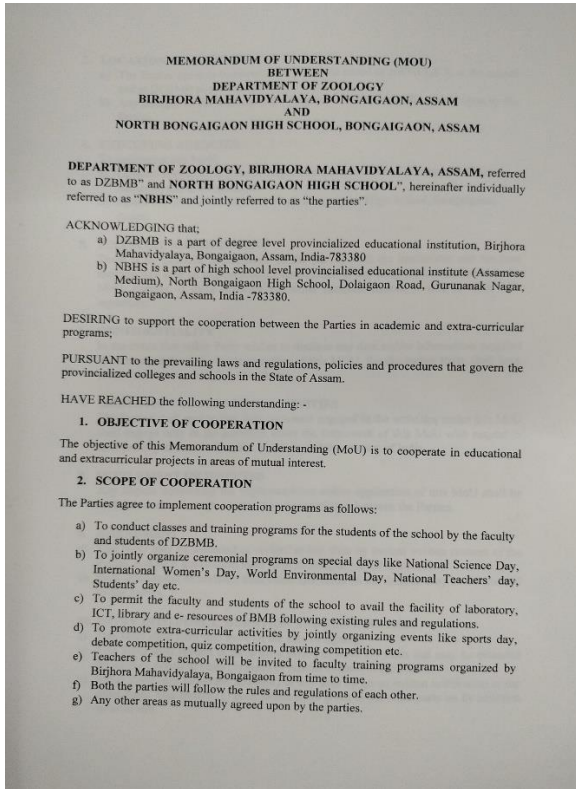 MEMORANDUM OF UNDERSTANDING (MOU)
BETWEEN
DEPARTMENT OF ZOOLOGY
BIRJHORA MAHAVIDYALAYA, BONGAIGAON, ASSAM
AND
NORTH BONGAIGAON HIGH SCHOOL, BONGAIGAON, ASSAM
DEPARTMENT OF ZOOLOGY, BIRJHORA MAHAVIDYALAYA, ASSAM, referred
to as DZBMB” and NORTH BONGAIGAON HIGH SCHOOL”, hereinafter individually
referred to as “NBHS” and jointly referred to as “the parties”.
ACKNOWLEDGING that;
a) DZBMB is a part of degree level provincialized educational institution, Birjhora
Mahavidyalaya, Bongaigaon, Assam, India-783380
b) NBHS is a part of high school level provincialised educational institute (Assamese
Medium), North Bongaigaon High School, Dolaigaon Road, Gurunanak Nagar,
Bongaigaon, Assam, India -783380.
DESIRING to support the cooperation between the Parties in academic and extra-curricular
programs;
PURSUANT to the prevailing laws and regulations, policies and procedures that govern the
provincialized colleges and schools in the State of Assam.
HAVE REACHED the following understanding: -
1. OBJECTIVE OF COOPERATION
The objective of this Memorandum of Understanding (MoU) is to cooperate in educational
and extracurricular projects in areas of mutual interest.
2. SCOPE OF COOPERATION
The Parties agree to implement cooperation programs as follows:
a) To conduct classes and training programs for the students of the school by the faculty
and students of DZBMB.
b) To jointly organize ceremonial programs on special days like National Science Day,
International Women’s Day, World Environmental Day, National Teachers’ day,
Students’ day etc.
c) To permit the faculty and students of the school to avail the facility of laboratory,
ICT, library and e- resources of BMB following existing rules and regulations.
d) To promote extra-curricular activities by jointly organizing events like sports day,
debate competition, quiz competition, drawing competition etc.
e) Teachers of the school will be invited to faculty training programs organized by
Birjhora Mahavidyalaya, Bongaigaon from time to time.
f) Both the parties will follow the rules and regulations of each other.
g) Any other areas as mutually agreed upon by the parties.